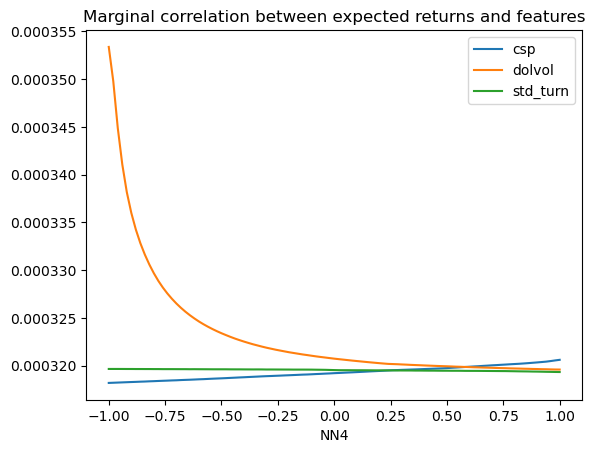 Marginal correlation between expected returns and features
0.000355
0.000350
0.000345
0.000340
0.000335
0.000330
0.000325
0.000320
csp
dolvol
std_turn
−1.00 −0.75 −0.50 −0.25 0.00 0.25 0.50 0.75 1.00
NN4